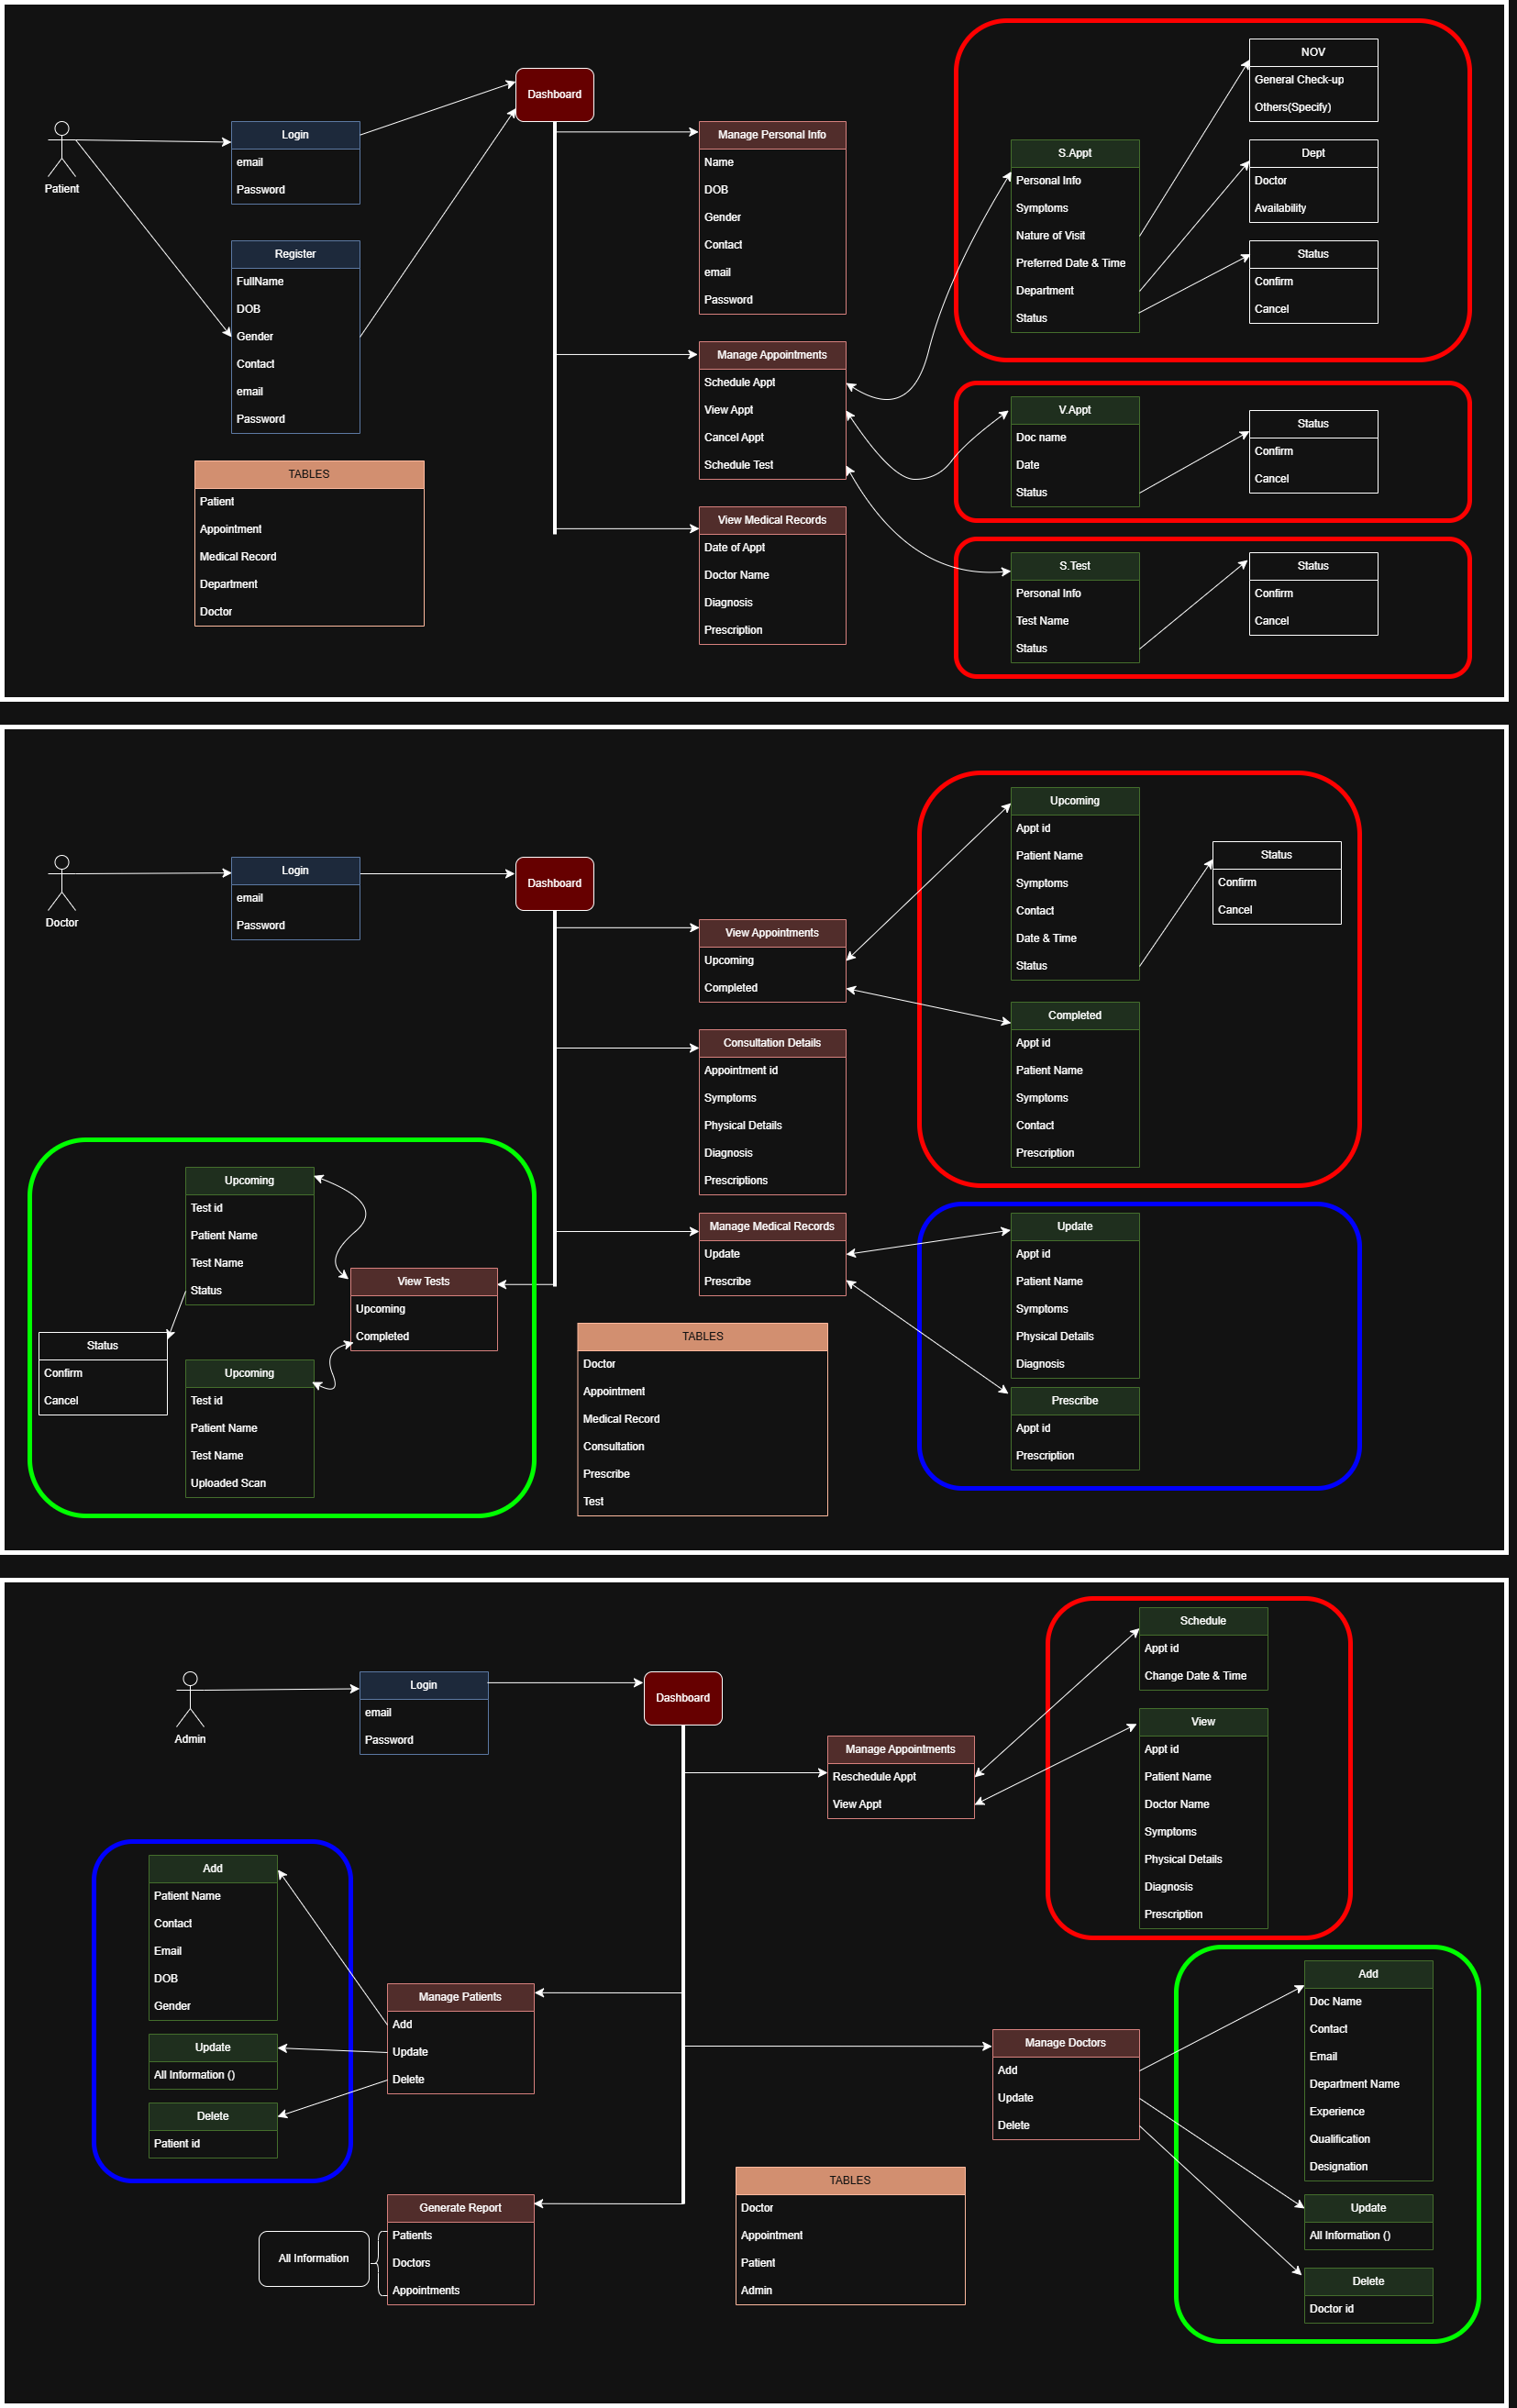 Patient
Login
email
Password
Register
FullName
DOB
Gender
Contact
email
Password
TABLES
Patient
Appointment
Medical Record
Department
Doctor
Dashboard
Manage Personal Info
Name
DOB
Gender
Contact
email
Password
Manage Appointments
Schedule Appt
View Appt
Cancel Appt
Schedule Test
View Medical Records
Date of Appt
Doctor Name
Diagnosis
Prescription
S.Appt
Personal Info
Symptoms
Nature of Visit
Preferred Date & Time
Department
Status
NOV
General Check-up
Others(Specify)
Dept
Doctor
Availability
Status
Confirm
Cancel
V.Appt
Doc name
Date
Status
Status
Confirm
Cancel
S.Test
Personal Info
Test Name
Status
Status
Confirm
Cancel
Doctor
Login
email
Password
Dashboard
View Appointments
Upcoming
Completed
Consultation Details
Appointment id
Symptoms
Physical Details
Diagnosis
Prescriptions
Manage Medical Records
Update
Prescribe
Upcoming
Appt id
Patient Name
Symptoms
Contact
Date & Time
Status
Status
Confirm
Cancel
Completed
Appt id
Patient Name
Symptoms
Contact
Prescription
Update
Appt id
Patient Name
Symptoms
Physical Details
Diagnosis
Prescribe
Appt id
Prescription
View Tests
Upcoming
Completed
Upcoming
Test id
Patient Name
Test Name
Status
Status
Confirm
Cancel
Upcoming
Test id
Patient Name
Test Name
Uploaded Scan
TABLES
Doctor
Appointment
Medical Record
Consultation
Prescribe
Test
Admin
Login
email
Password
Dashboard
Manage Appointments
Reschedule Appt
View Appt
Schedule
Appt id
Change Date & Time
View
Appt id
Patient Name
Doctor Name
Symptoms
Physical Details
Diagnosis
Prescription
Manage Patients
Add
Update
Delete
Add
Patient Name
Contact
Email
DOB
Gender
Update
All Information ()
Delete
Patient id
Manage Doctors
Add
Update
Delete
Add
Doc Name
Contact
Email
Department Name
Experience
Qualification
Designation
Update
All Information ()
Delete
Doctor id
Generate Report
Patients
Doctors
Appointments
All Information
TABLES
Doctor
Appointment
Patient
Admin